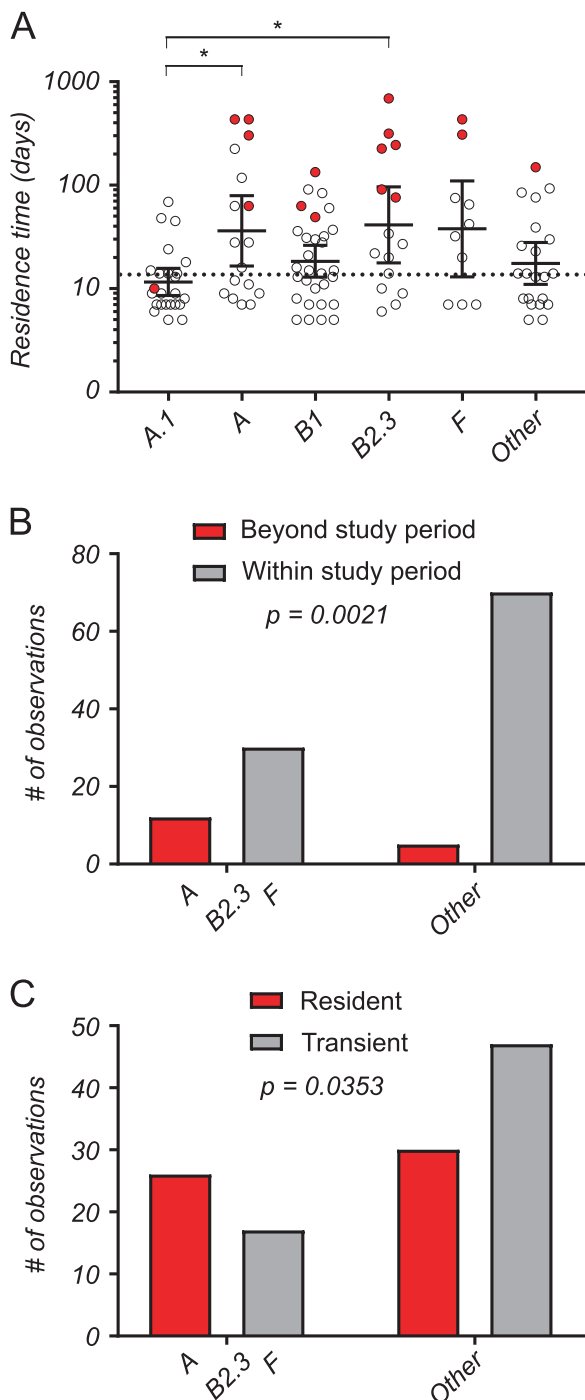 A
*
*
Residence time (days)
1000
100
10
0
A.1
A
B1
B2.3
F
Other
B
Beyond study period
Within study period
p = 0.0021
# of observations
80
60
40
20
0
A
B2.3
F
Other
C
Resident
Transient
p = 0.0353
# of observations
50
40
30
20
10
0
A
B2.3
F
Other